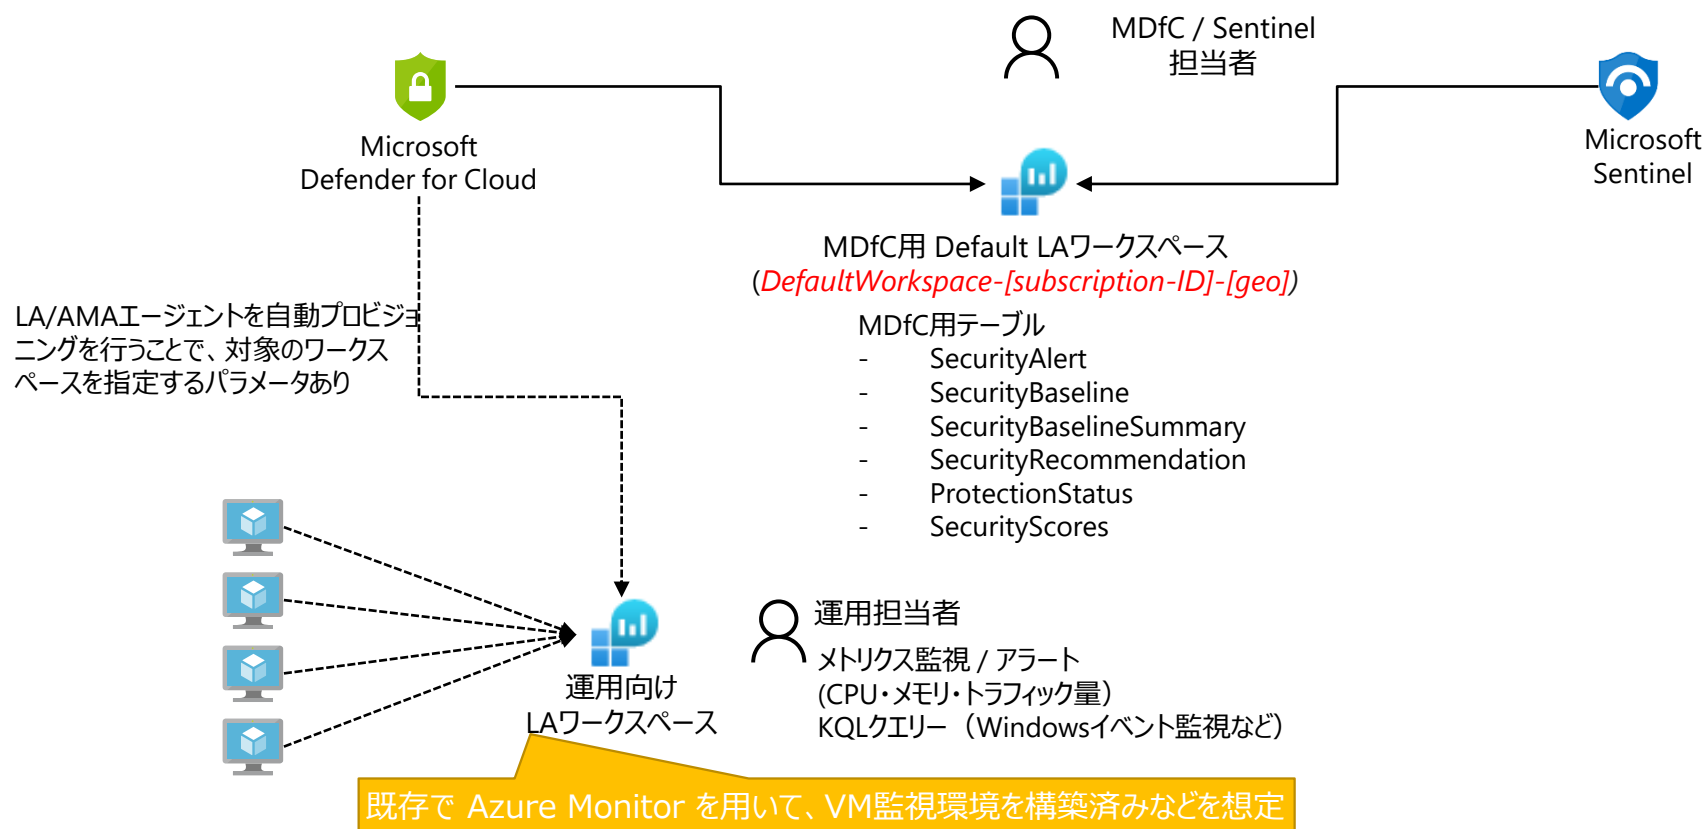 MDfC / Sentinel
担当者
Microsoft
Defender for Cloud
Microsoft
Sentinel
MDfC用 Default LAワークスペース
(DefaultWorkspace-[subscription-ID]-[geo])
LA/AMAエージェントを自動プロビジョ
ニングを行うことで、対象のワークス
ペースを指定するパラメータあり
MDfC用テーブル
- SecurityAlert
- SecurityBaseline
- SecurityBaselineSummary
- SecurityRecommendation
- ProtectionStatus
- SecurityScores
運用担当者
メトリクス監視 / アラート
(CPU・メモリ・トラフィック量）
KQLクエリー（Windowsイベント監視など）
運用向け
LAワークスペース
既存で Azure Monitor を用いて、VM監視環境を構築済みなどを想定